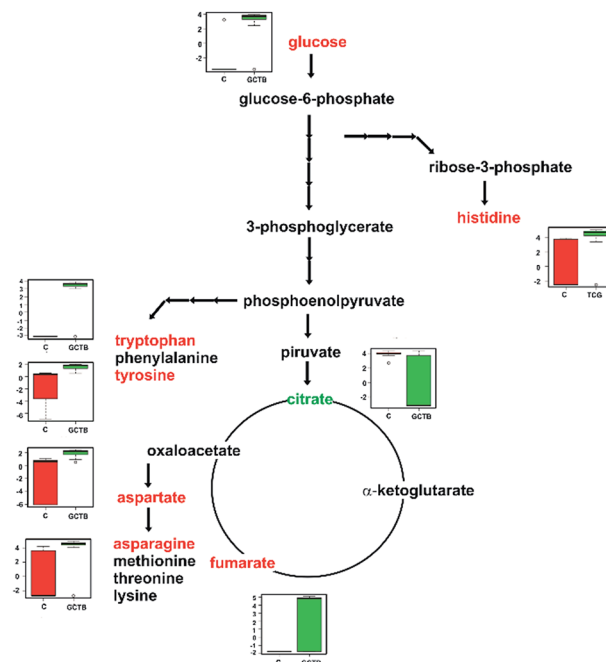 4
2
0
-2
C GCTB
glucose
glucose-6-phosphate
ribose-3-phosphate
histidine
4
2
0
-2
C TCG
3-phosphoglycerate
phosphoenolpyruvate
4
3
2
1
0
-1
-2
-3
C GCTB
tryptophan
phenylalanine
tyrosine
2
0
-2
-4
-6
C GCTB
piruvate
4
2
0
-2
C GCTB
citrate
oxaloacetate
α-ketoglutarate
2
0
-2
-4
-6
C GCTB
aspartate
asparagine
methionine
threonine
lysine
4
2
0
-2
C GCTB
fumarate
5
4
3
2
1
0
-1
-2
C GCTB